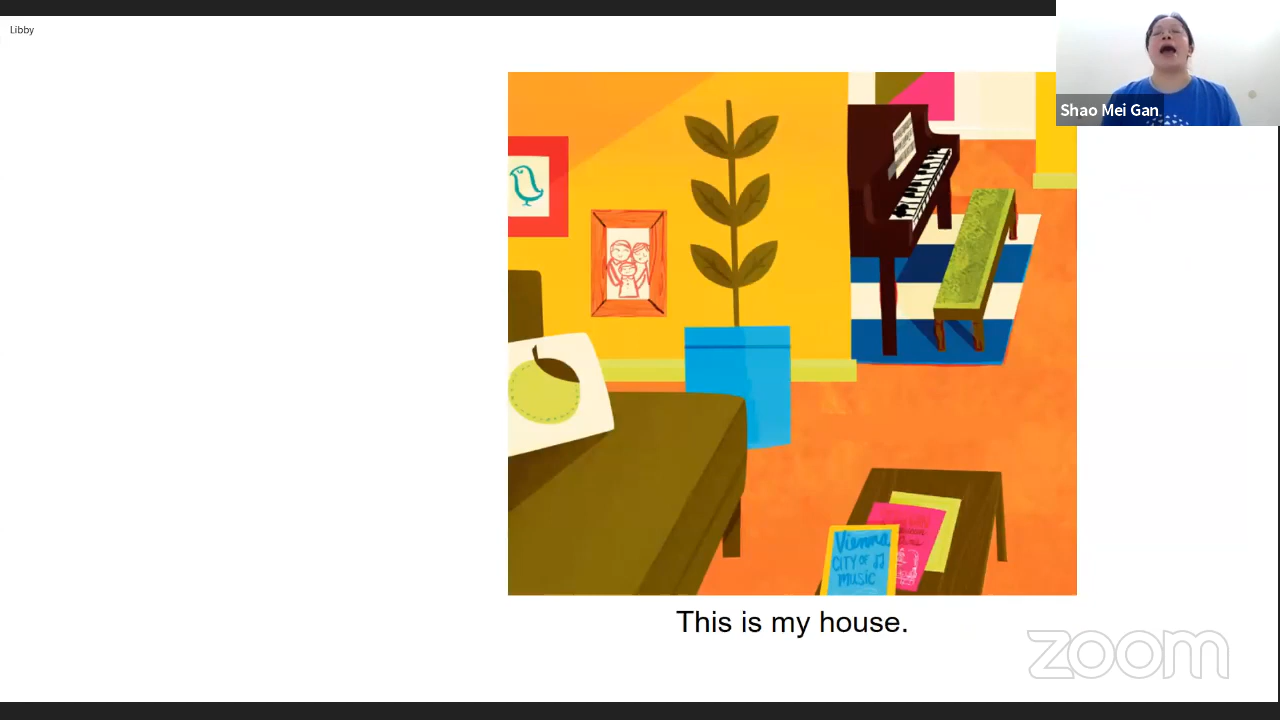 Libby
Shao Mei Gan
Vienna
CITY OF
MUSIC
This is my house.
zoom